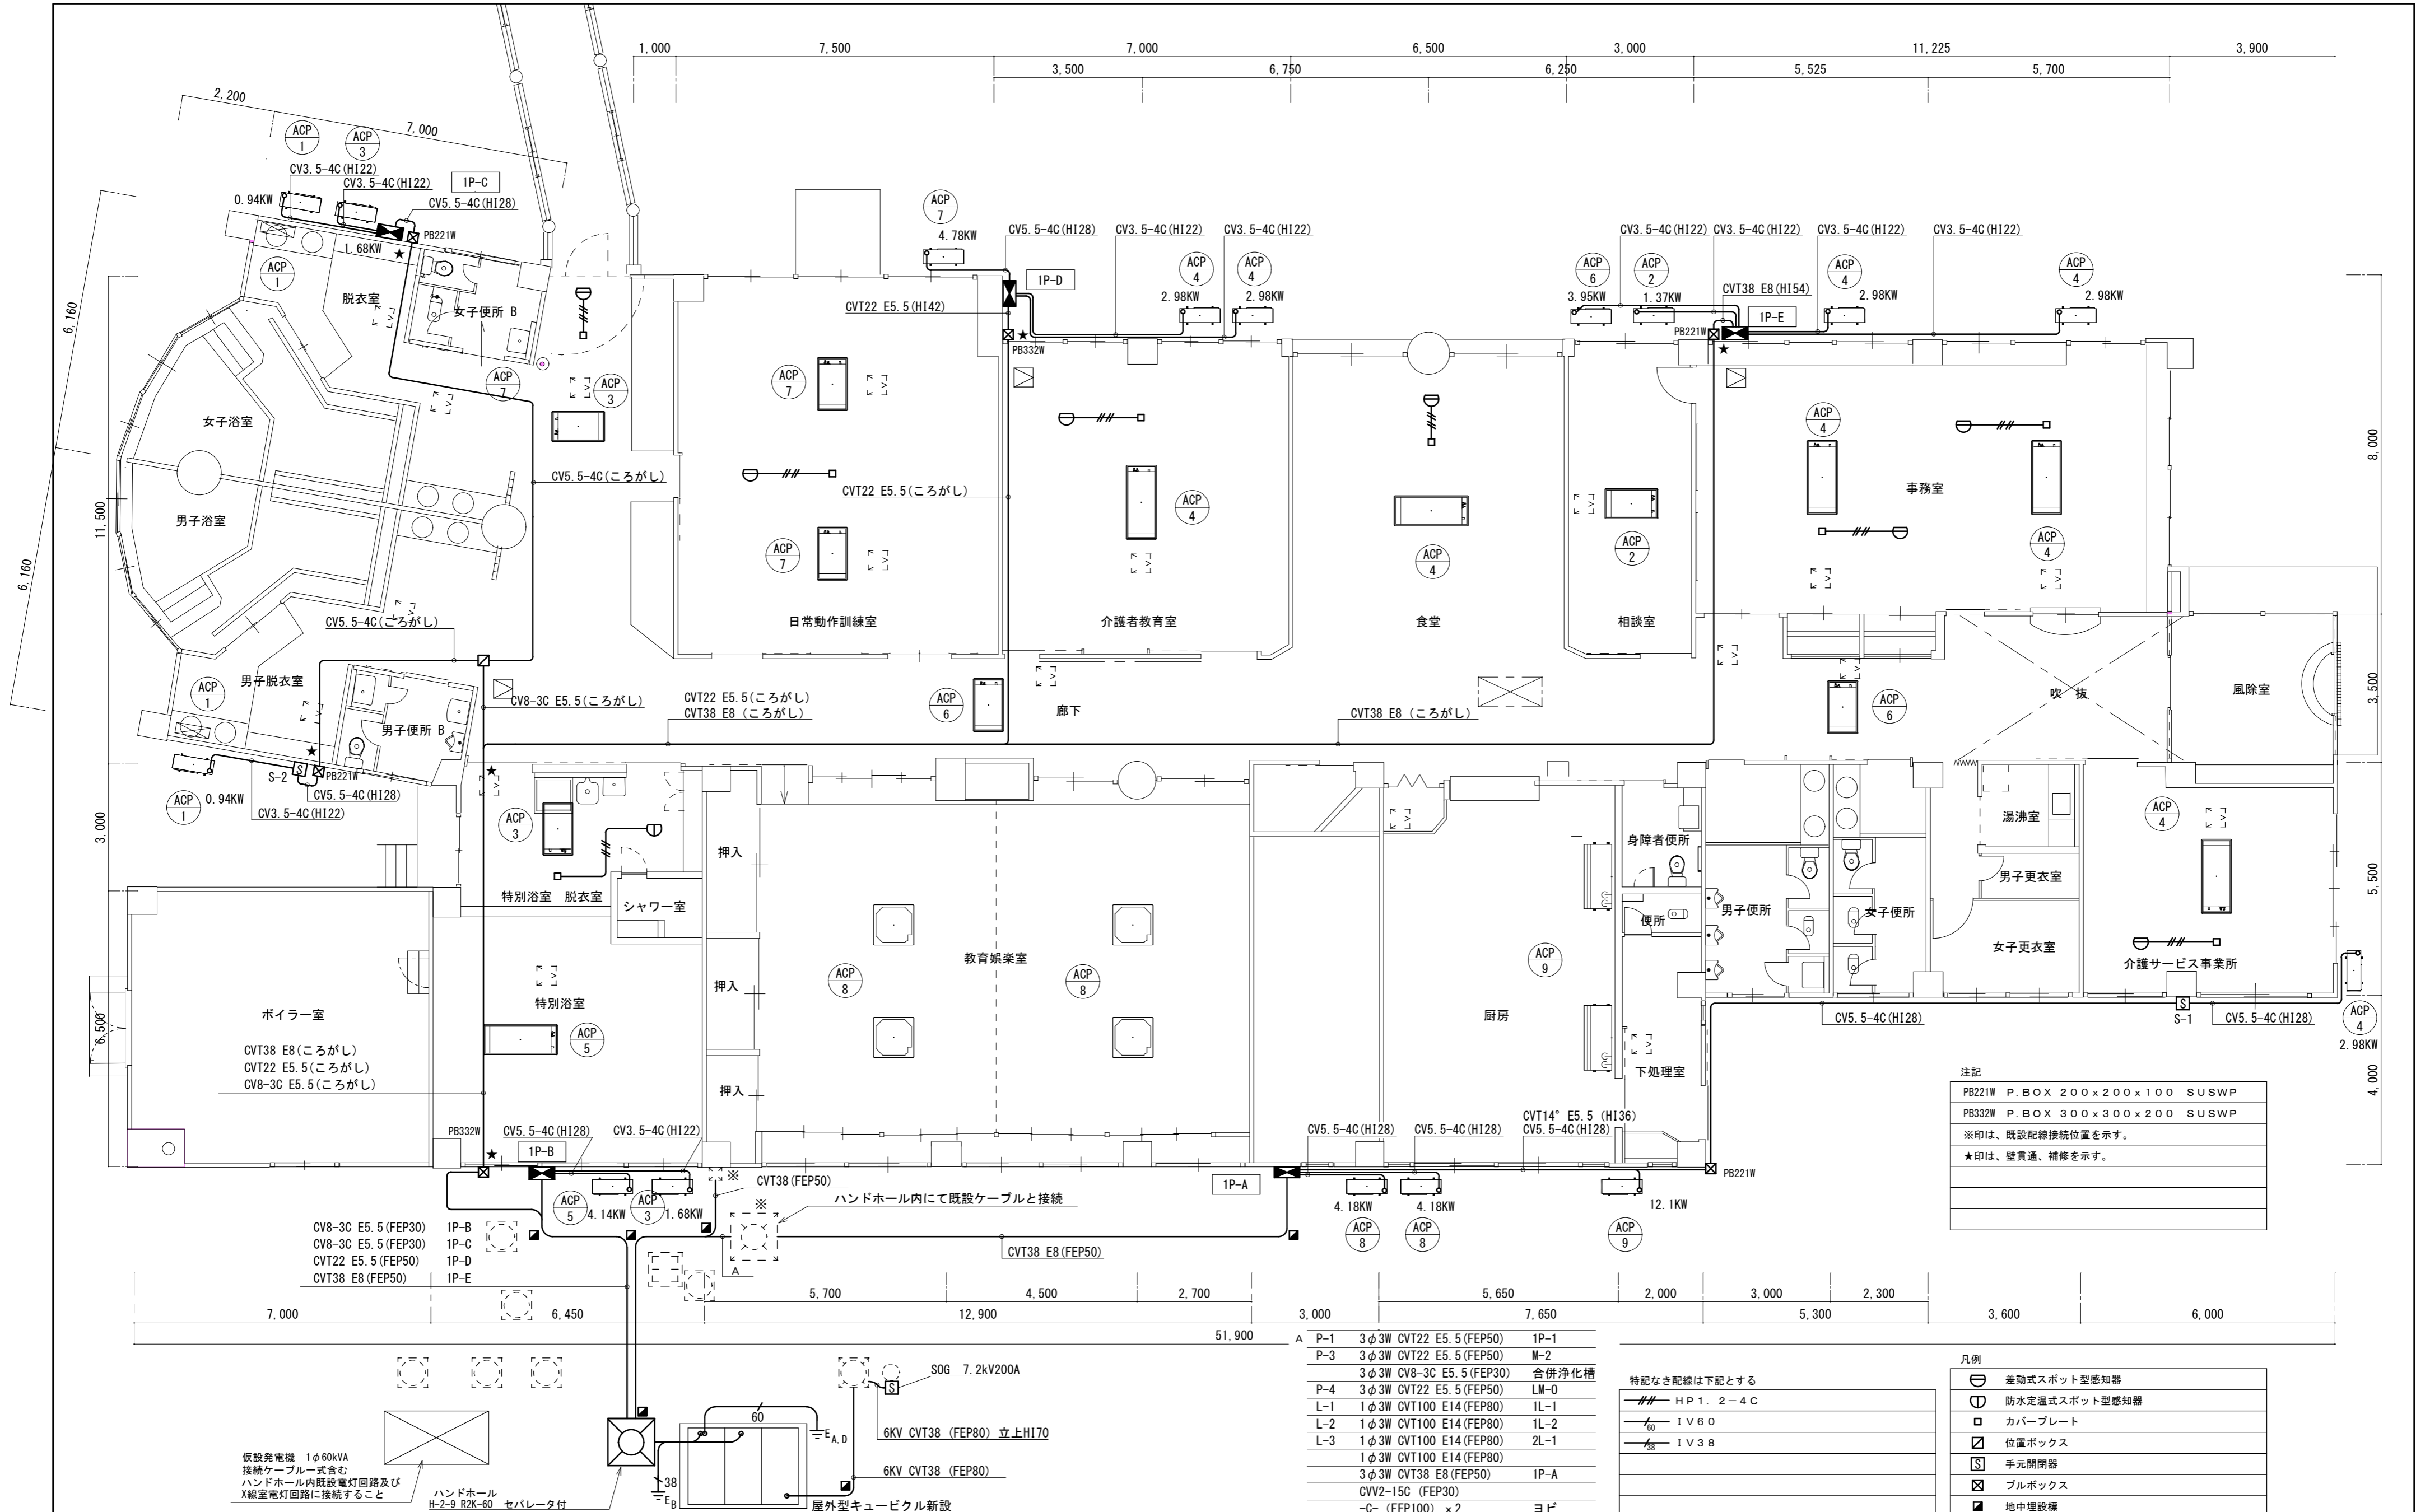 1,000
7,500
7,000
6,500
3,000
11,225
3,900
3,500
6,750
6,250
5,525
5,700
2,200
7,000
ACP
1
ACP
3
CV3.5-4C(HI22)
CV3.5-4C(HI22)
1P-C
0.94KW
CV5.5-4C(HI28)
PB221W
1.68KW
★
ACP
1
脱衣室
女子便所 B
ACP
7
ACP
3
女子浴室
男子浴室
6,160
6,160
11,500
3,000
6,500
CV5.5-4C(ころがし)
CV5.5-4C(ころがし)
男子脱衣室
ACP
1
男子便所 B
★
S-2
S
PB221W
CV5.5-4C(HI28)
CV3.5-4C(HI22)
ACP
1
0.94KW
ACP
7
4.78KW
CV5.5-4C(HI28)
CV3.5-4C(HI22)
CV3.5-4C(HI22)
1P-D
ACP
4
2.98KW
ACP
4
2.98KW
CVT22 E5.5(HI42)
PB332W
★
ACP
7
CVT22 E5.5(ころがし)
ACP
7
日常動作訓練室
ACP
4
介護者教育室
ACP
4
食堂
CV3.5-4C(HI22)
CV3.5-4C(HI22)
CV3.5-4C(HI22)
CV3.5-4C(HI22)
ACP
6
3.95KW
ACP
2
1.37KW
CVT38 E8(HI54)
1P-E
PB221W
★
ACP
4
2.98KW
ACP
4
2.98KW
ACP
2
相談室
ACP
4
事務室
ACP
4
8,000
3,500
5,500
4,000
CV8-3C E5.5(ころがし)
CVT22 E5.5(ころがし)
CVT38 E8 (ころがし)
ACP
6
廊下
CVT38 E8 (ころがし)
ACP
6
吹 抜
風除室
★
ACP
3
特別浴室 脱衣室
シャワー室
押入
押入
押入
ボイラー室
特別浴室
ACP
5
CVT38 E8(ころがし)
CVT22 E5.5(ころがし)
CV8-3C E5.5(ころがし)
教育娯楽室
ACP
8
ACP
8
厨房
ACP
9
身障者便所
便所
下処理室
男子便所
女子便所
湯沸室
男子更衣室
女子更衣室
ACP
4
介護サービス事業所
CV5.5-4C(HI28)
S
S-1
CV5.5-4C(HI28)
ACP
4
2.98KW
PB332W
★
CV5.5-4C(HI28)
CV3.5-4C(HI22)
1P-B
ACP
5
4.14KW
ACP
3
1.68KW
※
CVT38(FEP50)
※
ハンドホール内にて既設ケーブルと接続
CVT38 E8(FEP50)
A
1P-A
CV5.5-4C(HI28)
CV5.5-4C(HI28)
CVT14° E5.5 (HI36)
CV5.5-4C(HI28)
PB221W
4.18KW
ACP
8
4.18KW
ACP
8
12.1KW
ACP
9
CV8-3C E5.5(FEP30) 1P-B
CV8-3C E5.5(FEP30) 1P-C
CVT22 E5.5(FEP50) 1P-D
CVT38 E8(FEP50) 1P-E
注記
PB221W P.BOX 200x200x100 SUSWP
PB332W P.BOX 300x300x200 SUSWP
※印は、既設配線接続位置を示す。
★印は、壁貫通、補修を示す。
5,700
4,500
2,700
5,650
2,000
3,000
2,300
7,000
6,450
12,900
3,000
7,650
5,300
3,600
6,000
51,900
仮設発電機 1φ60kVA
接続ケーブル一式含む
ハンドホール内既設電灯回路及び
X線室電灯回路に接続すること
ハンドホール
H-2-9 R2K-60 セパレータ付
60
EA,D
38
EB
S
SOG 7.2kV200A
6KV CVT38 (FEP80) 立上HI70
6KV CVT38 (FEP80)
屋外型キュービクル新設
A P-1 3φ3W CVT22 E5.5(FEP50) 1P-1
P-3 3φ3W CVT22 E5.5(FEP50) M-2
3φ3W CV8-3C E5.5(FEP30) 合併浄化槽
P-4 3φ3W CVT22 E5.5(FEP50) LM-0
L-1 1φ3W CVT100 E14(FEP80) 1L-1
L-2 1φ3W CVT100 E14(FEP80) 1L-2
L-3 1φ3W CVT100 E14(FEP80) 2L-1
1φ3W CVT100 E14(FEP80)
3φ3W CVT38 E8(FEP50) 1P-A
CVV2-15C (FEP30)
-C- (FEP100) x2 ヨビ
特記なき配線は下記とする
HP1.2-4C
60 IV60
38 IV38
凡例
差動式スポット型感知器
防水定温式スポット型感知器
カバープレート
位置ボックス
S 手元開閉器
プルボックス
地中埋設標